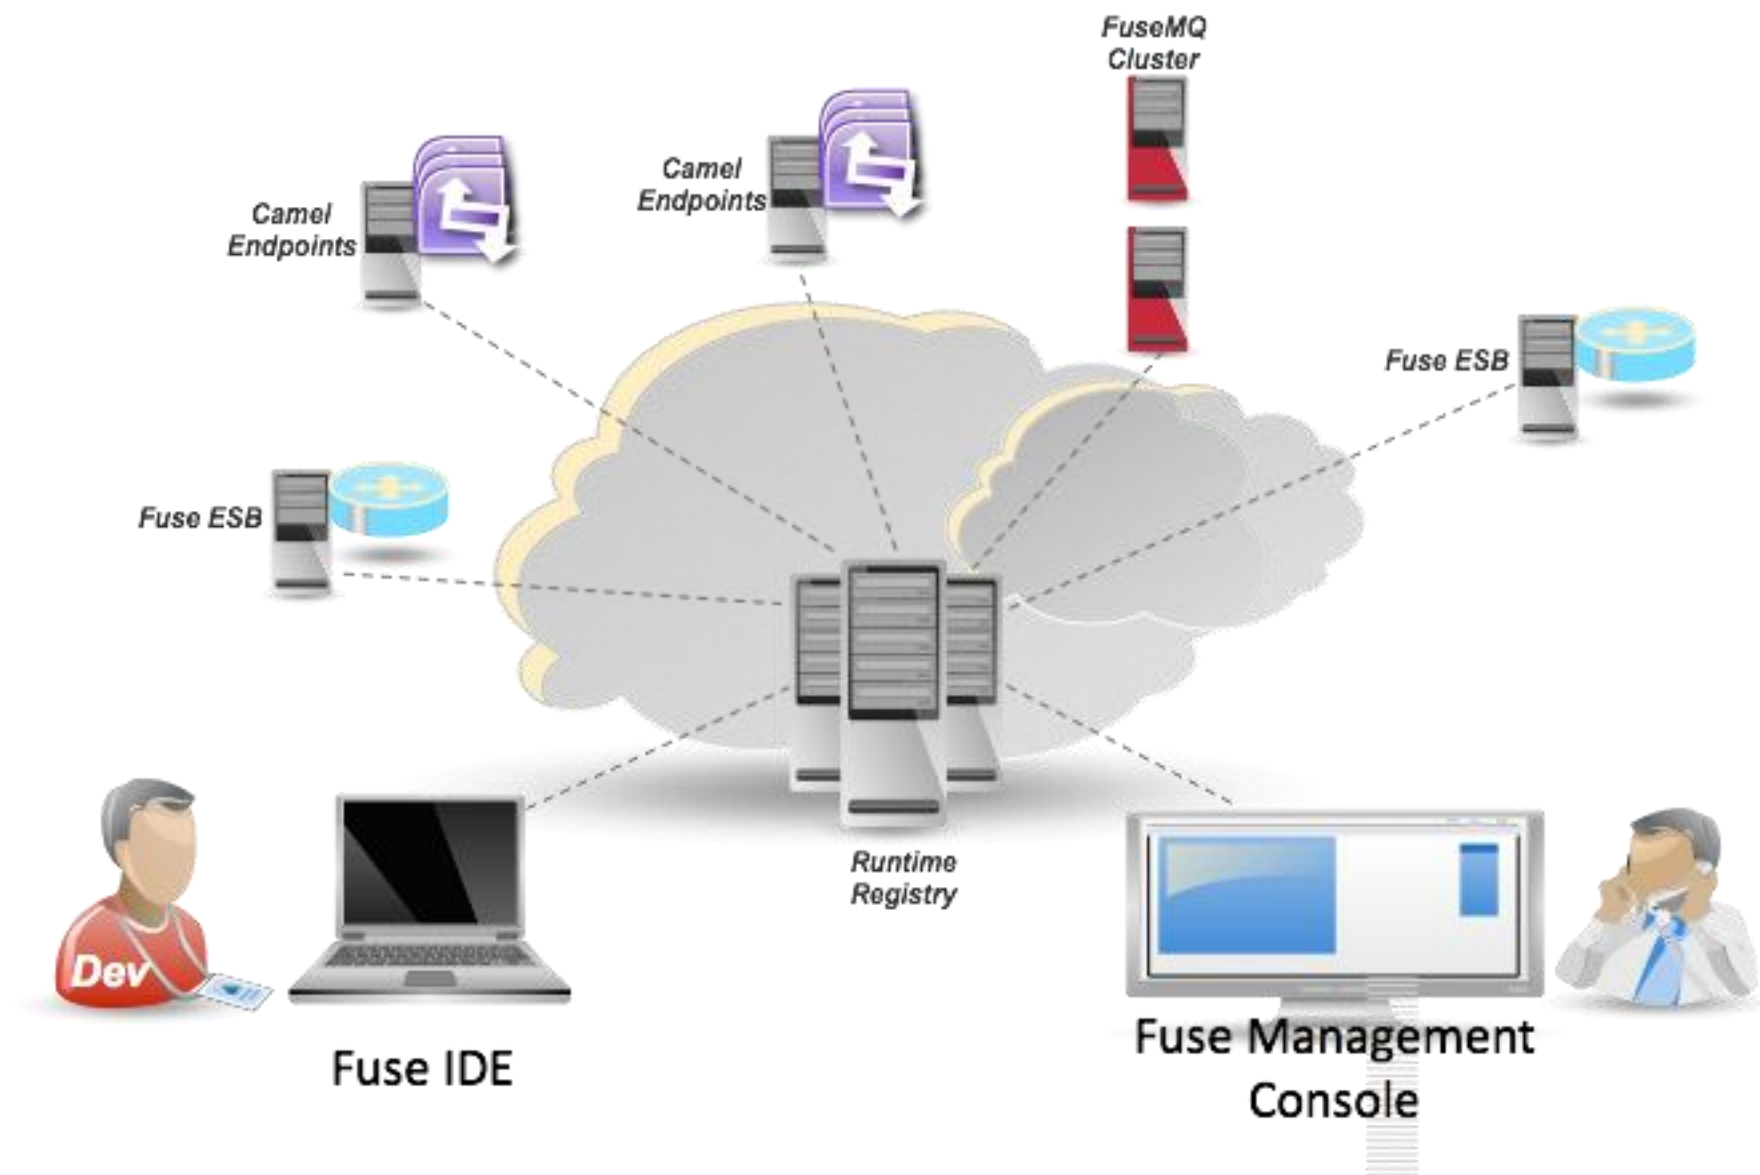 FuseMQ
Cluster
Camel
Endpoints
Camel
Endpoints
Fuse ESB
Fuse ESB
Runtime
Registry
Dev
Fuse IDE
Fuse Management
Console